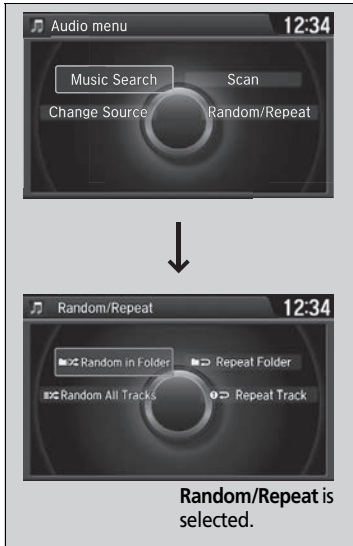 Audio menu 12:34
Music Search Scan
Change Source Random/Repeat
Random/Repeat 12:34
Random in Folder Repeat Folder
Random All Tracks Repeat Track
Random/Repeat is
selected.